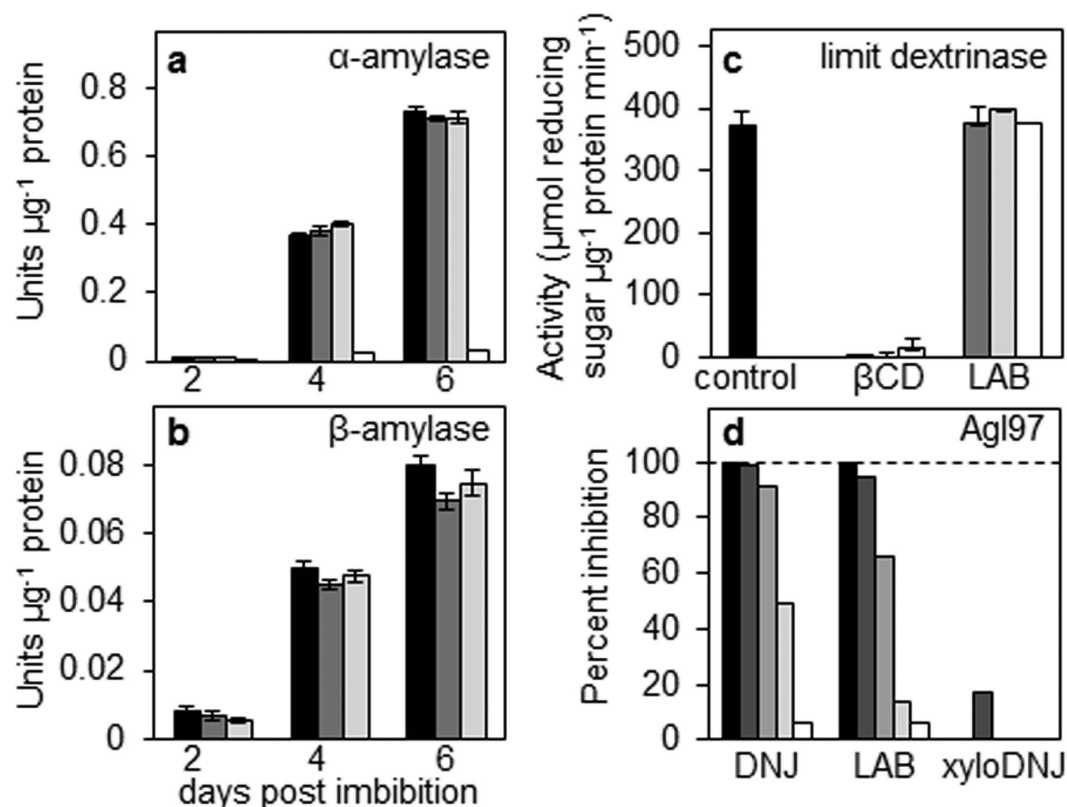 a
α-amylase
Units µg⁻¹ protein
0.8
0.6
0.4
0.2
0
2
4
6
b
β-amylase
Units µg⁻¹ protein
0.08
0.06
0.04
0.02
0
2
4
6
days post imbibition
c
limit dextrinase
Activity (µmol reducing
sugar µg⁻¹ protein min⁻¹)
500
400
300
200
100
0
control
βCD
LAB
d
Agl97
Percent inhibition
100
80
60
40
20
0
DNJ
LAB
xyloDNJ